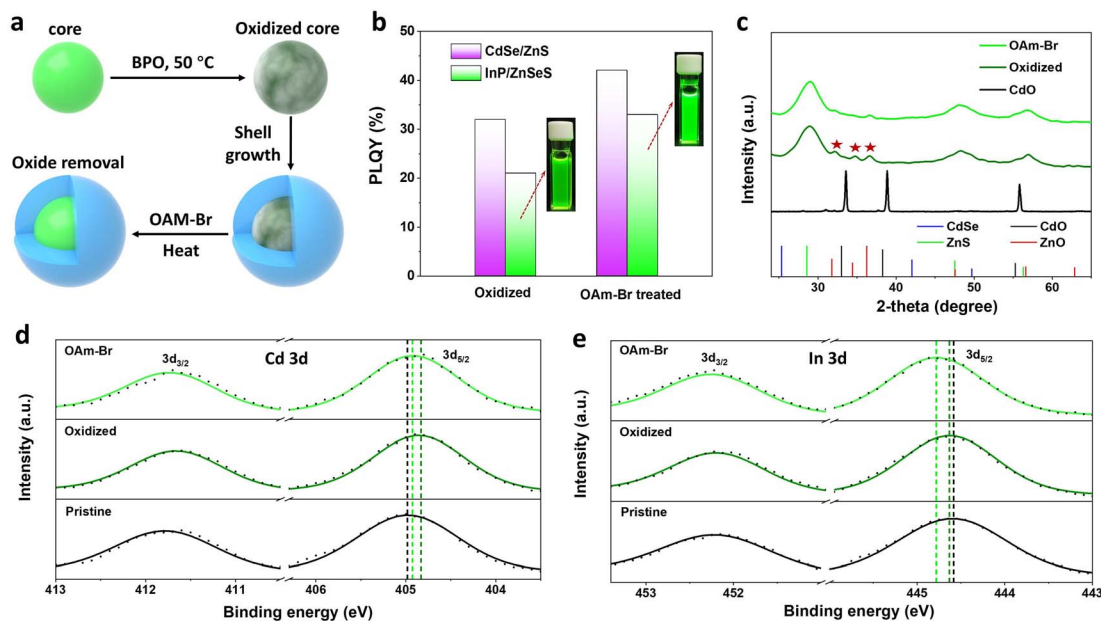 a
core
BPO, 50 °C
Oxidized core
Shell
growth
Oxide removal
OAM-Br
Heat
b
PLQY (%)
50
40
30
20
10
0
CdSe/ZnS
InP/ZnSeS
Oxidized
OAm-Br treated
c
Intensity (a.u.)
OAm-Br
Oxidized
CdO
CdSe
CdO
ZnS
ZnO
30 40 50 60
2-theta (degree)
d
Intensity (a.u.)
OAm-Br
3d3/2
Cd 3d
3d5/2
Oxidized
Pristine
413 412 411 406 405 404
Binding energy (eV)
e
Intensity (a.u.)
OAm-Br
3d3/2
In 3d
3d5/2
Oxidized
Pristine
453 452 445 444 443
Binding energy (eV)